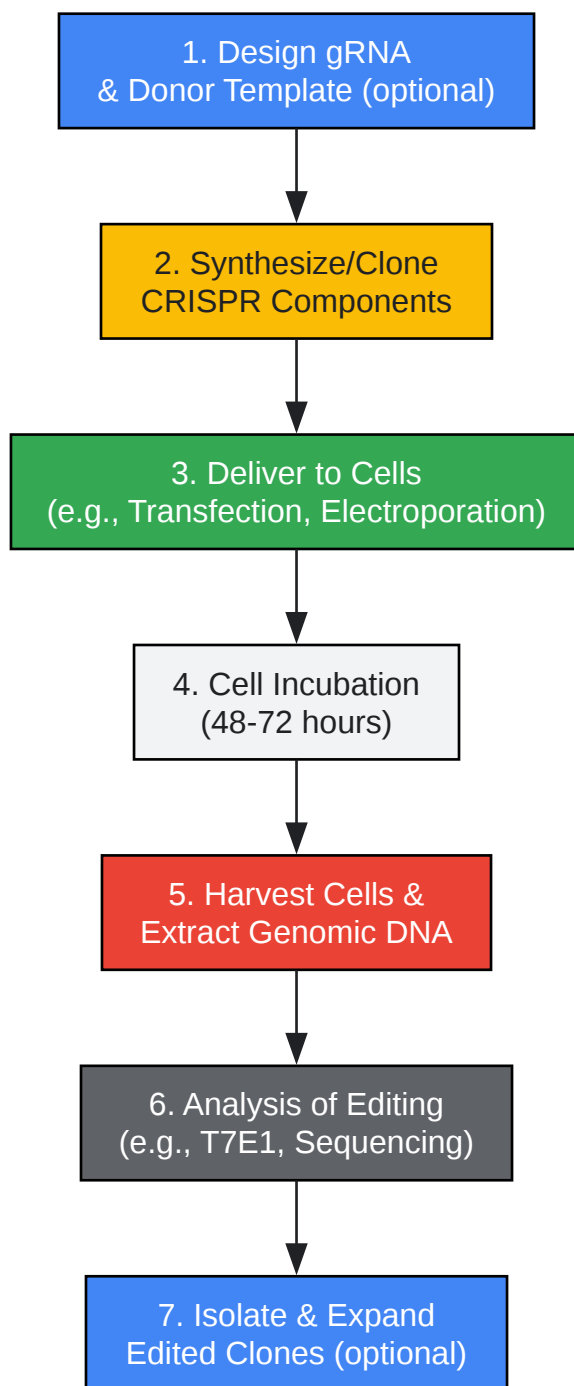 1. Design gRNA
& Donor Template (optional)
2. Synthesize/Clone
CRISPR Components
3. Deliver to Cells
(e.g., Transfection, Electroporation)
4. Cell Incubation
(48-72 hours)
5. Harvest Cells &
Extract Genomic DNA
6. Analysis of Editing
(e.g., T7E1, Sequencing)
7. Isolate & Expand
Edited Clones (optional)